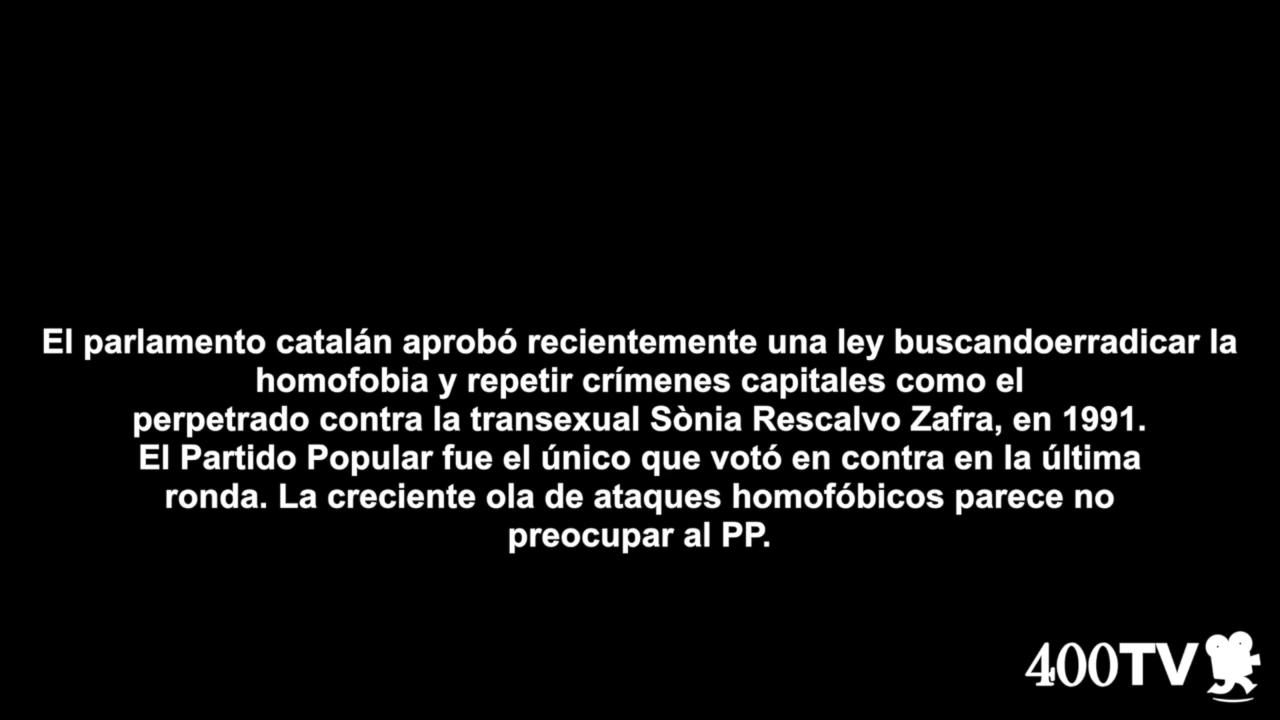 El parlamento catalán aprobó recientemente una ley buscandoerradicar la
homofobia y repetir crímenes capitales como el
perpetrado contra la transexual Sònia Rescalvo Zafra, en 1991.
El Partido Popular fue el único que votó en contra en la última
ronda. La creciente ola de ataques homofóbicos parece no
preocupar al PP.
400TV